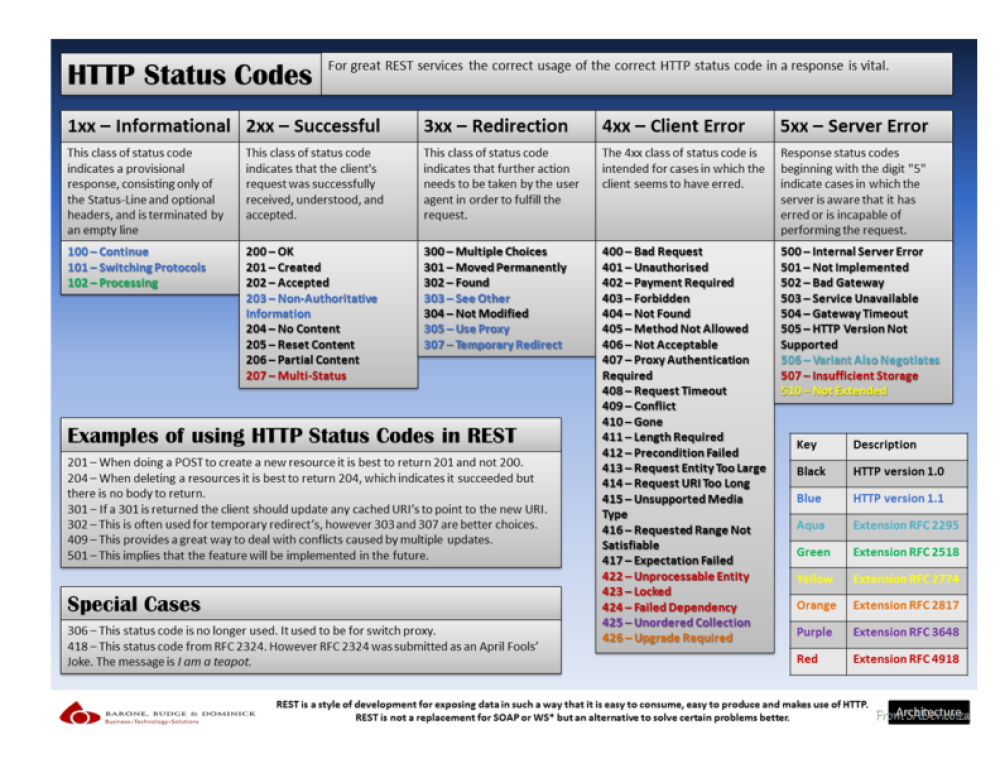 HTTP Status Codes
For great REST services the correct usage of the correct HTTP status code in a response is vital.
1xx – Informational
This class of status code
indicates a provisional
response, consisting only of
the Status-Line and optional
headers, and is terminated by
an empty line
100 – Continue
101 – Switching Protocols
102 – Processing
2xx – Successful
This class of status code
indicates that the client's
request was successfully
received, understood, and
accepted.
200 – OK
201 – Created
202 – Accepted
203 – Non-Authoritative
Information
204 – No Content
205 – Reset Content
206 – Partial Content
207 – Multi-Status
3xx – Redirection
This class of status code
indicates that further action
needs to be taken by the user
agent in order to fulfill the
request.
300 – Multiple Choices
301 – Moved Permanently
302 – Found
303 – See Other
304 – Not Modified
305 – Use Proxy
307 – Temporary Redirect
4xx – Client Error
The 4xx class of status code is
intended for cases in which the
client seems to have erred.
400 – Bad Request
401 – Unauthorised
402 – Payment Required
403 – Forbidden
404 – Not Found
405 – Method Not Allowed
406 – Not Acceptable
407 – Proxy Authentication
Required
408 – Request Timeout
409 – Conflict
410 – Gone
411 – Length Required
412 – Precondition Failed
413 – Request Entity Too Large
414 – Request URI Too Long
415 – Unsupported Media
Type
416 – Requested Range Not
Satisfiable
417 – Expectation Failed
422 – Unprocessable Entity
423 – Locked
424 – Failed Dependency
425 – Unordered Collection
426 – Upgrade Required
5xx – Server Error
Response status codes
beginning with the digit "5"
indicate cases in which the
server is aware that it has
erred or is incapable of
performing the request.
500 – Internal Server Error
501 – Not Implemented
502 – Bad Gateway
503 – Service Unavailable
504 – Gateway Timeout
505 – HTTP Version Not
Supported
506 – Variant Also Negotiates
507 – Insufficient Storage
510 – Not Extended
Examples of using HTTP Status Codes in REST
201 – When doing a POST to create a new resource it is best to return 201 and not 200.
204 – When deleting a resources it is best to return 204, which indicates it succeeded but
there is no body to return.
301 – If a 301 is returned the client should update any cached URI's to point to the new URI.
302 – This is often used for temporary redirect's, however 303 and 307 are better choices.
409 – This provides a great way to deal with conflicts caused by multiple updates.
501 – This implies that the feature will be implemented in the future.
Special Cases
306 – This status code is no longer used. It used to be for switch proxy.
418 – This status code from RFC 2324. However RFC 2324 was submitted as an April Fools'
Joke. The message is I am a teapot.
Key Description
Black HTTP version 1.0
Blue HTTP version 1.1
Aqua Extension RFC 2295
Green Extension RFC 2518
Yellow Extension RFC 2774
Orange Extension RFC 2817
Purple Extension RFC 3648
Red Extension RFC 4918
BARONE, BUDGE & DOMINICK
Business•Technology•Solutions
REST is a style of development for exposing data in such a way that it is easy to consume, easy to produce and makes use of HTTP.
REST is not a replacement for SOAP or WS* but an alternative to solve certain problems better.
Architecture